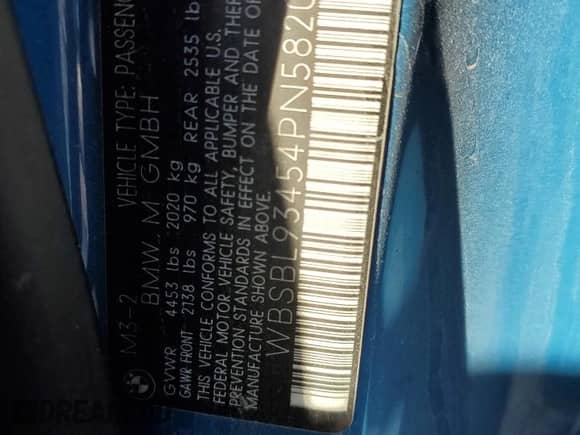 M3-2 VEHICLE TYPE: PASSENG
BMW M GMBH
GVWR 4453 lbs 2020 kg
GAWR FRONT 2138 lbs 970 kg REAR 2535 lb
THIS VEHICLE CONFORMS TO ALL APPLICABLE U.S.
FEDERAL MOTOR VEHICLE SAFETY, BUMPER AND THEF
PREVENTION STANDARDS IN EFFECT ON THE DATE OF
MANUFACTURE SHOWN ABOVE.
WBSBL93454PN5820